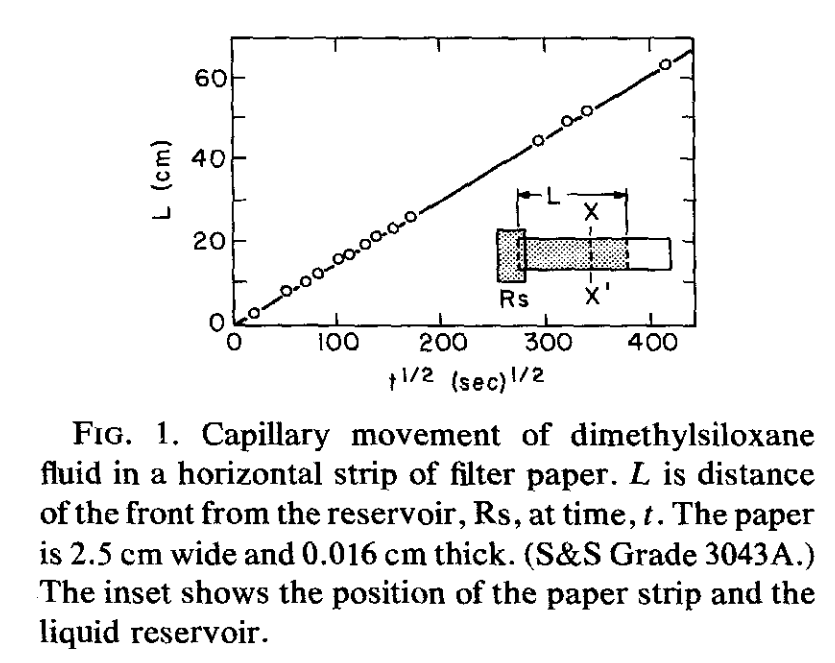 60
40
20
0
L (cm)
L
X
X'
Rs
0 100 200 300 400
t1/2 (sec)1/2
FIG. 1. Capillary movement of dimethylsiloxane
fluid in a horizontal strip of filter paper. L is distance
of the front from the reservoir, Rs, at time, t. The paper
is 2.5 cm wide and 0.016 cm thick. (S&S Grade 3043A.)
The inset shows the position of the paper strip and the
liquid reservoir.